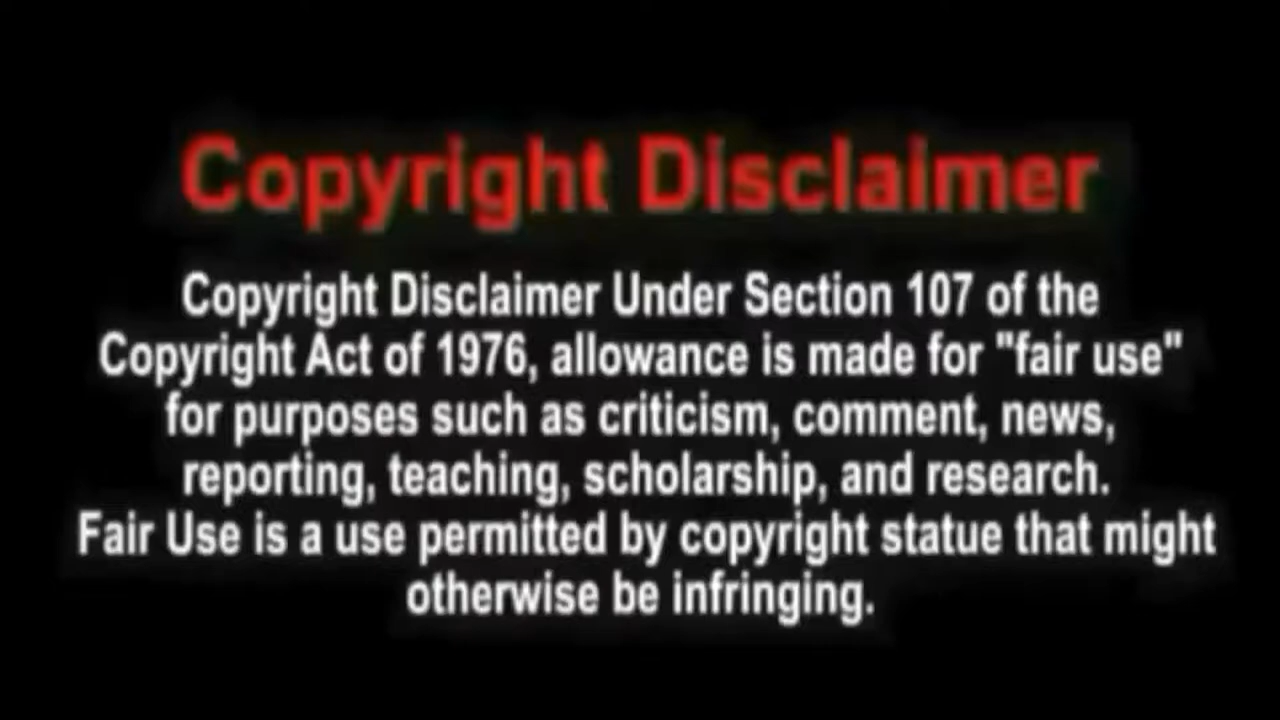 Copyright Disclaimer
Copyright Disclaimer Under Section 107 of the
Copyright Act of 1976, allowance is made for "fair use"
for purposes such as criticism, comment, news,
reporting, teaching, scholarship, and research.
Fair Use is a use permitted by copyright statue that might
otherwise be infringing.